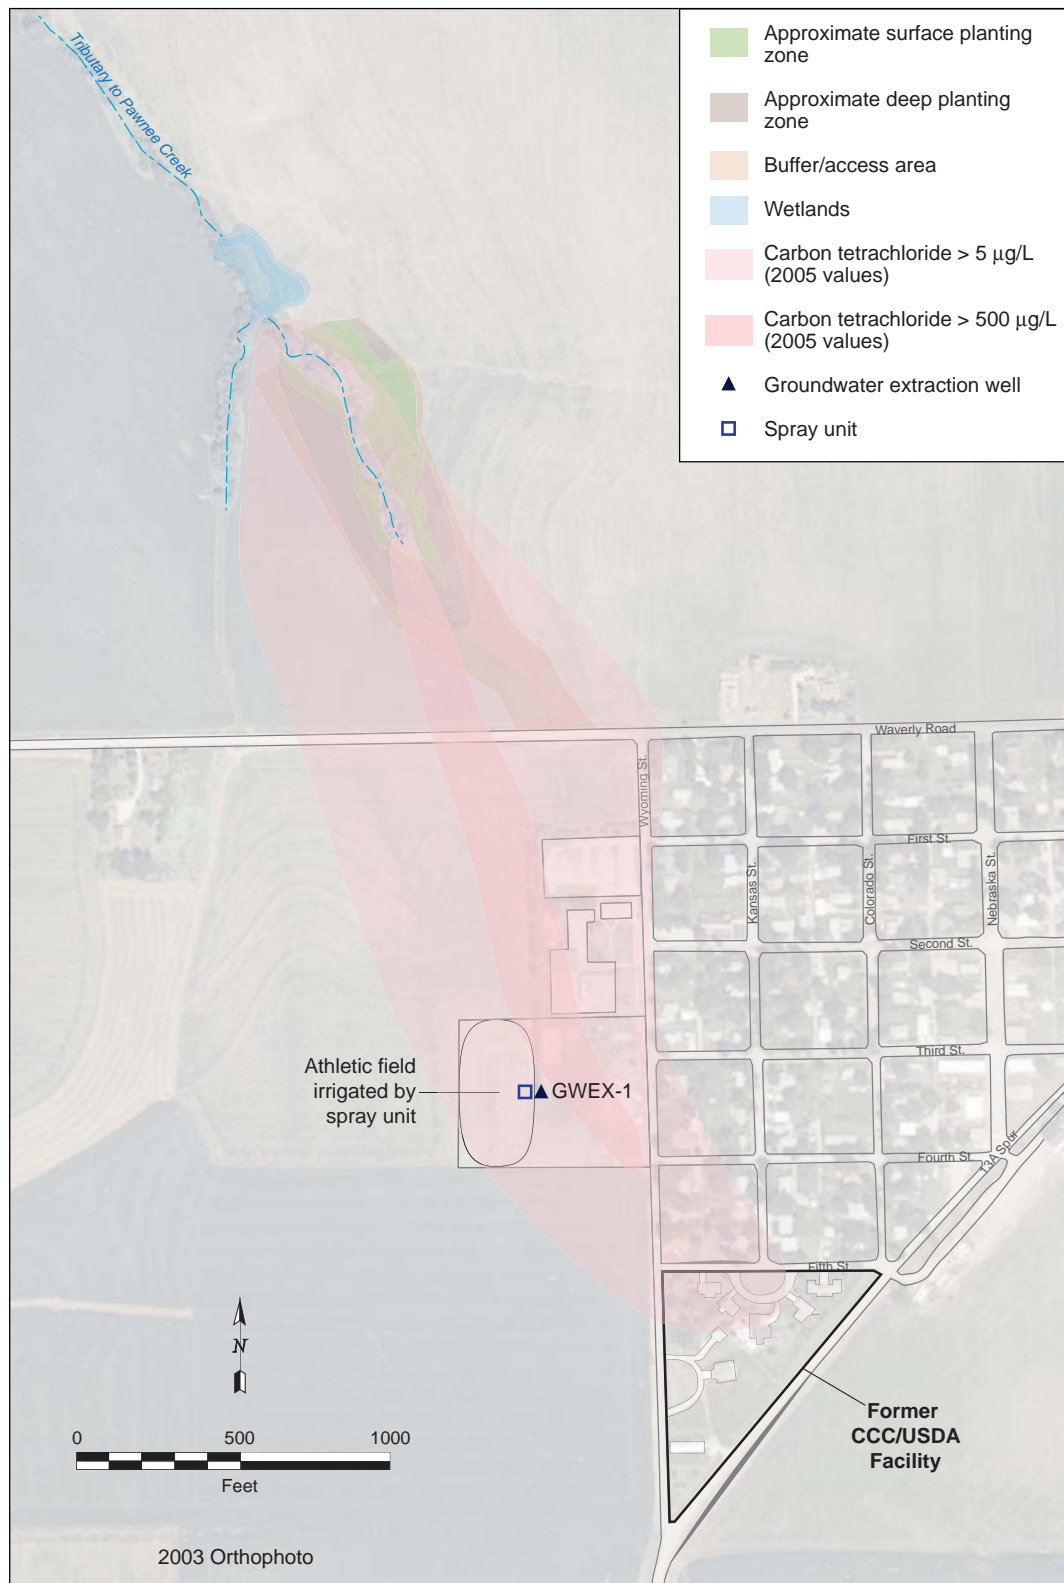 Tributary to Pawnee Creek
Approximate surface planting
zone
Approximate deep planting
zone
Buffer/access area
Wetlands
Carbon tetrachloride > 5 µg/L
(2005 values)
Carbon tetrachloride > 500 µg/L
(2005 values)
Groundwater extraction well
Spray unit
Waverly Road
Wyoming St.
First St.
Kansas St.
Colorado St.
Nebraska St.
Second St.
Third St.
Athletic field
irrigated by
spray unit
GWEX-1
Fourth St.
13A Spur
Fifth St.
N
Former
CCC/USDA
Facility
0 500 1000
Feet
2003 Orthophoto